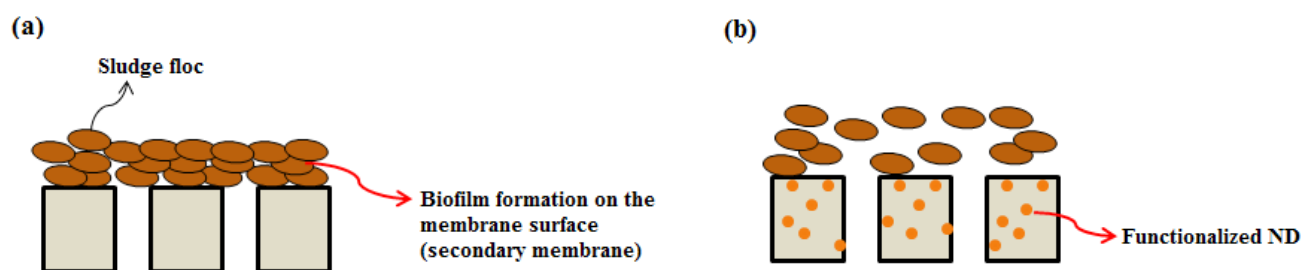 (a)
Sludge floc
Biofilm formation on the
membrane surface
(secondary membrane)
(b)
Functionalized ND